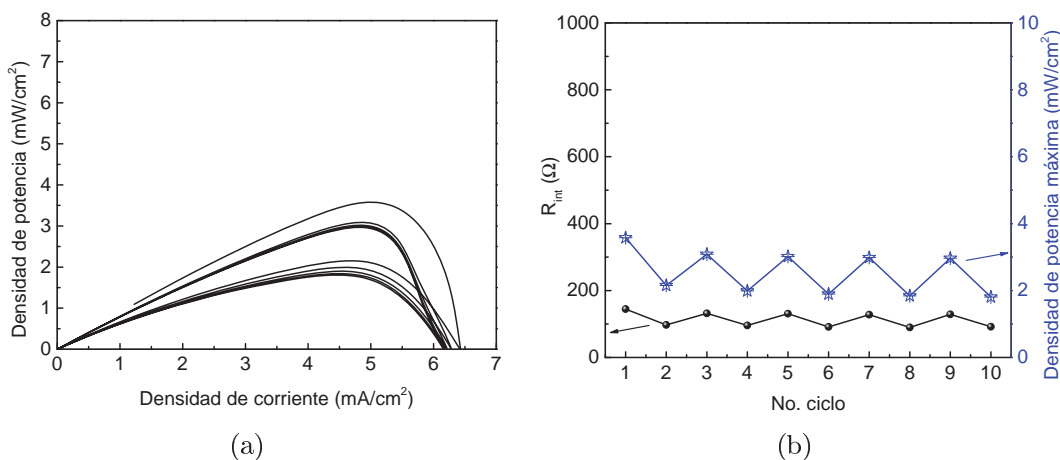 8
7
6
5
4
3
2
1
0
0 1 2 3 4 5 6 7
Densidad de potencia (mW/cm²)
Densidad de corriente (mA/cm²)
(a)
1000
800
600
400
200
0
R_int (Ω)
1 2 3 4 5 6 7 8 9 10
No. ciclo
10
8
6
4
2
0
Densidad de potencia máxima (mW/cm²)
(b)